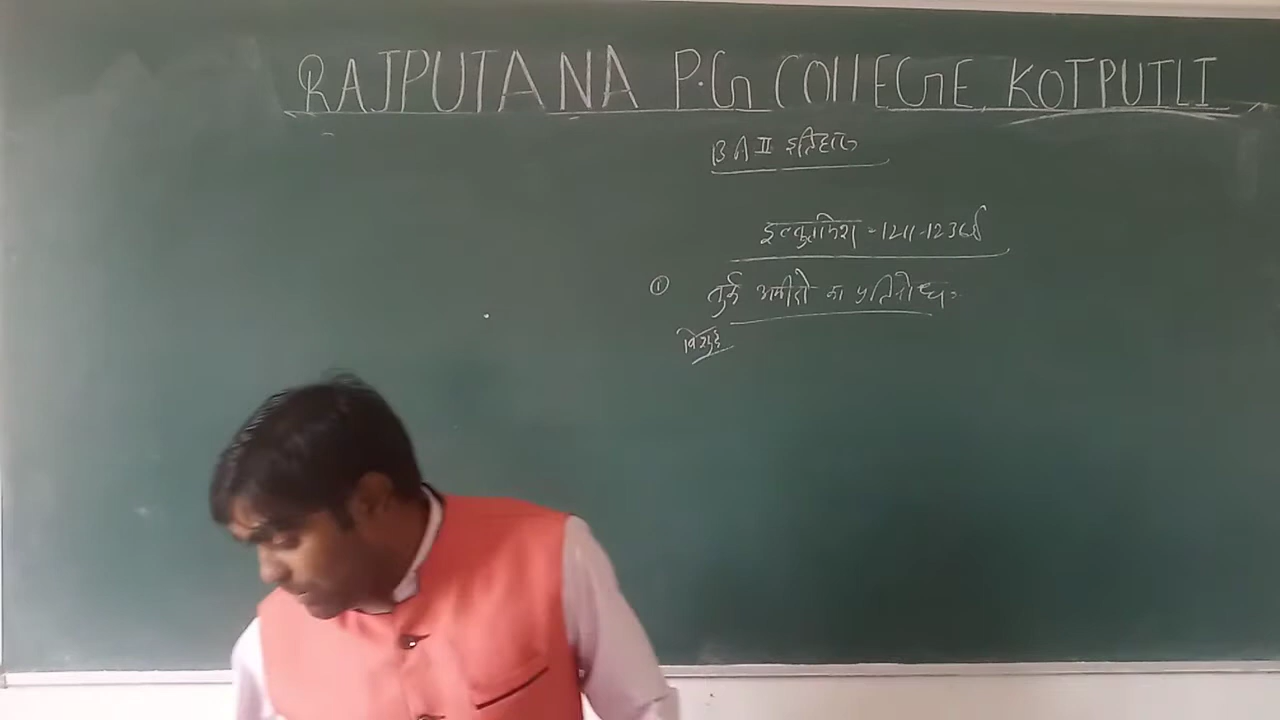 RAJPUTANA P.G COllEGE KOTPUTLI
BA II इतिहास
इल्तुतमिश = 1211-1236ई
① तुर्क अमीरो का प्रतिरोध :-